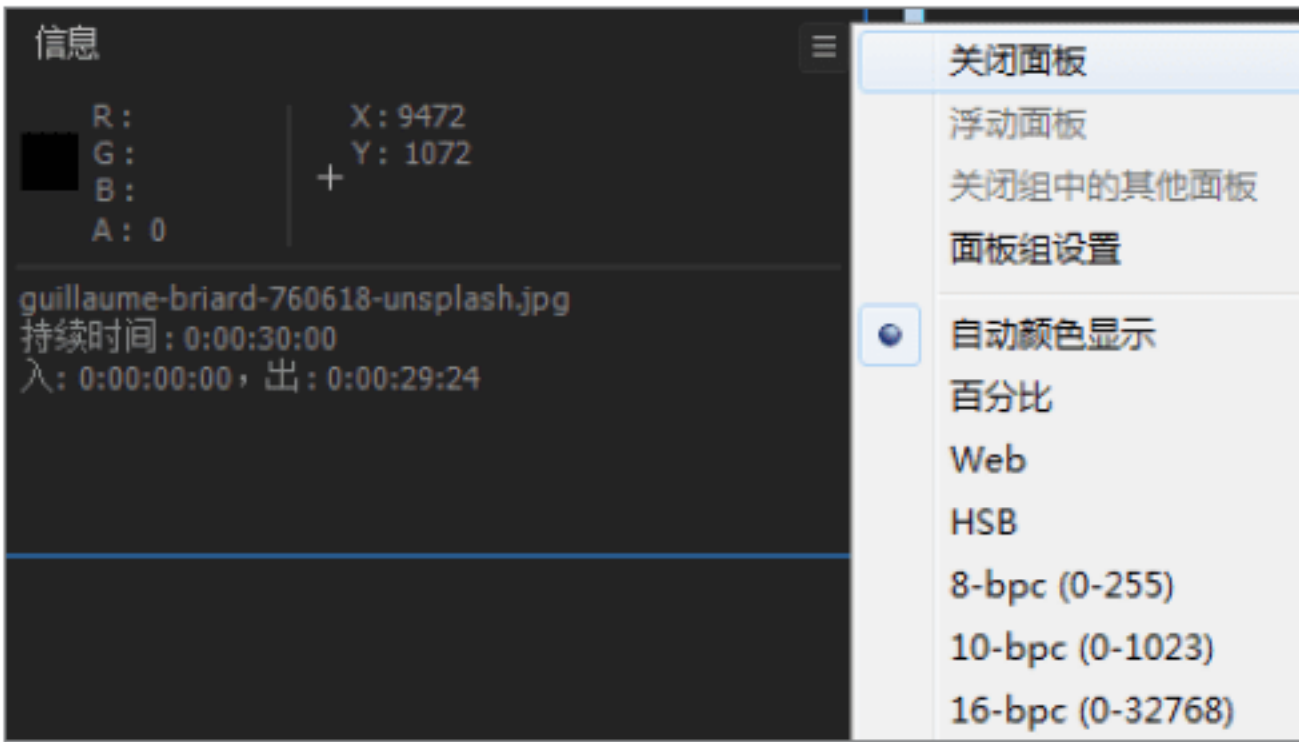 信息
R :
G :
B :
A : 0
X : 9472
Y : 1072
guillaume-briard-760618-unsplash.jpg
持续时间 : 0:00:30:00
入: 0:00:00:00，出 : 0:00:29:24
关闭面板
浮动面板
关闭组中的其他面板
面板组设置
自动颜色显示
百分比
Web
HSB
8-bpc (0-255)
10-bpc (0-1023)
16-bpc (0-32768)